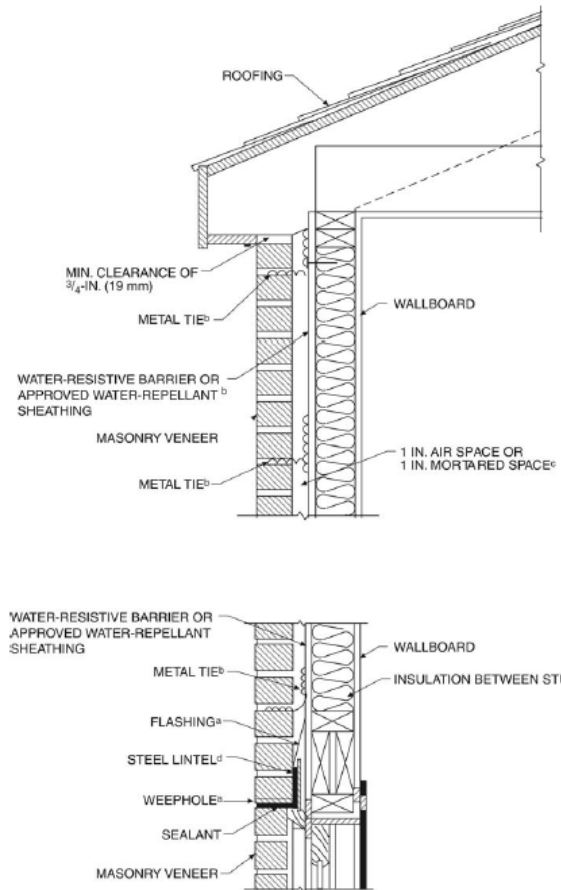 ROOFING
MIN. CLEARANCE OF
3/4-IN. (19 mm)
METAL TIEᵇ
WALLBOARD
WATER-RESISTIVE BARRIER OR
APPROVED WATER-REPELLANT ᵇ
SHEATHING
MASONRY VENEER
1 IN. AIR SPACE OR
1 IN. MORTARED SPACEᶜ
METAL TIEᵇ
WATER-RESISTIVE BARRIER OR
APPROVED WATER-REPELLANT
SHEATHING
WALLBOARD
METAL TIEᵇ
INSULATION BETWEEN ST
FLASHINGᵃ
STEEL LINTELᵈ
WEEPHOLEᵃ
SEALANT
MASONRY VENEER